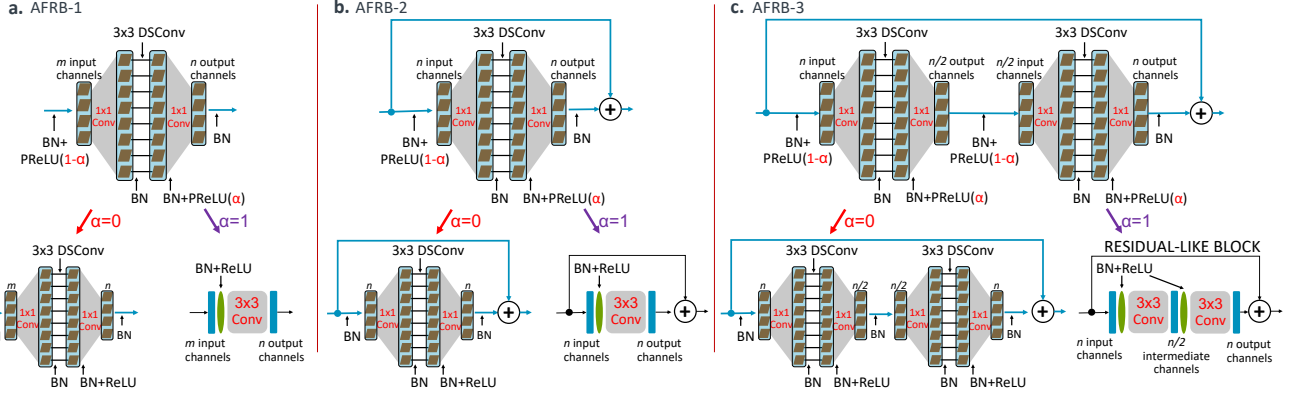 a. AFRB-1
3x3 DSConv
m input
channels
n output
channels
1x1
Conv
1x1
Conv
BN+
PReLU(1-α)
BN
BN
BN+PReLU(α)
α=0
α=1
3x3 DSConv
m
n
1x1
Conv
1x1
Conv
BN
BN
BN+ReLU
BN+ReLU
3x3
Conv
m input
channels
n output
channels
b. AFRB-2
3x3 DSConv
n input
channels
n output
channels
1x1
Conv
1x1
Conv
+
BN+
PReLU(1-α)
BN
BN
BN+PReLU(α)
α=0
α=1
3x3 DSConv
n
n
1x1
Conv
1x1
Conv
+
BN
BN
BN
BN+ReLU
BN+ReLU
3x3
Conv
+
n input
channels
n output
channels
c. AFRB-3
3x3 DSConv
3x3 DSConv
n input
channels
n/2 output
channels
n/2 input
channels
n output
channels
1x1
Conv
1x1
Conv
1x1
Conv
1x1
Conv
+
BN+
PReLU(1-α)
BN+
PReLU(1-α)
BN
BN
BN+PReLU(α)
BN
BN+PReLU(α)
α=0
α=1
3x3 DSConv
3x3 DSConv
n
n/2
n/2
n
1x1
Conv
1x1
Conv
1x1
Conv
1x1
Conv
+
BN
BN
BN
BN
BN+ReLU
BN
BN+ReLU
RESIDUAL-LIKE BLOCK
BN+ReLU
3x3
Conv
3x3
Conv
+
n input
channels
n/2
intermediate
channels
n output
channels